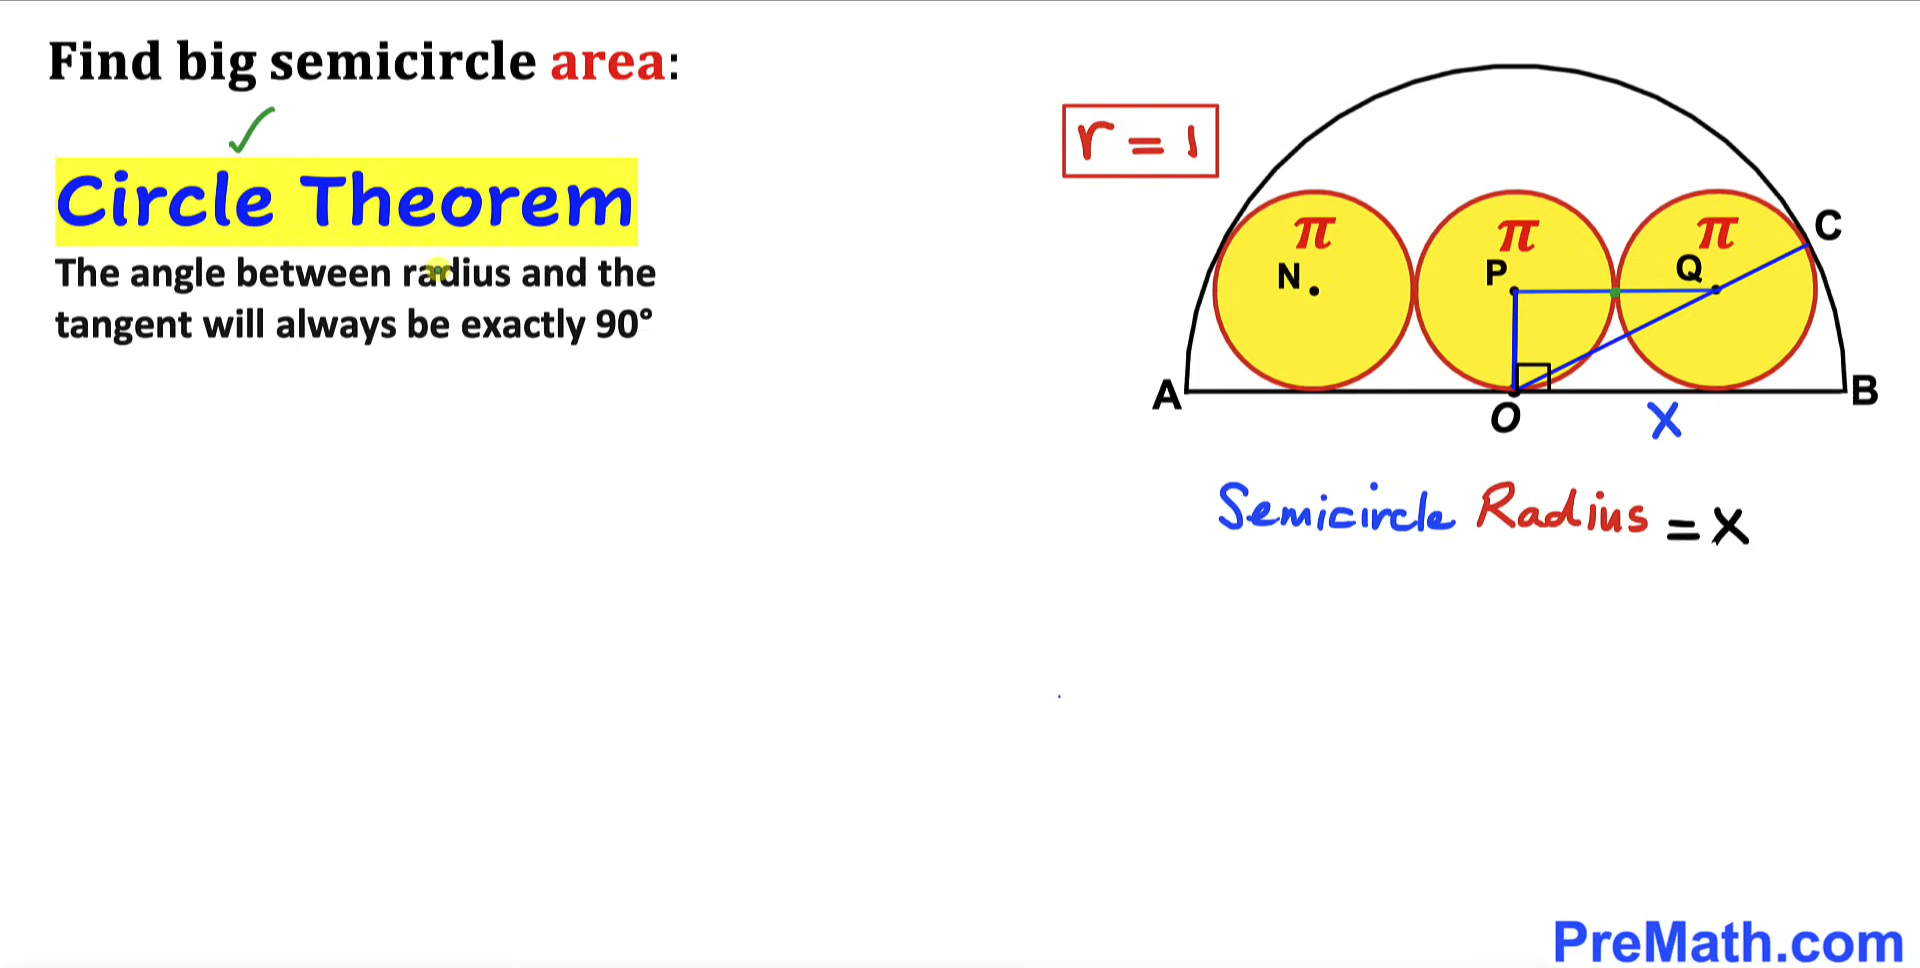 Find big semicircle area:
Circle Theorem
The angle between radius and the
tangent will always be exactly 90°
r = 1
π π π
C
N. P Q
A B
O X
Semicircle Radius = X
PreMath.com